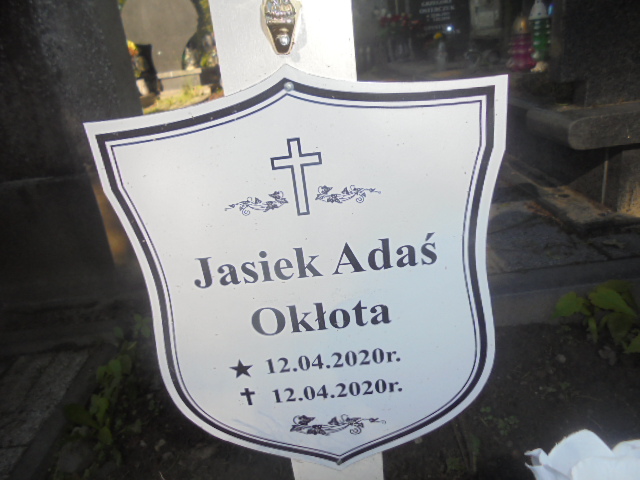 Jasiek Adaś
Okłota
★ 12.04.2020r.
✝ 12.04.2020r.